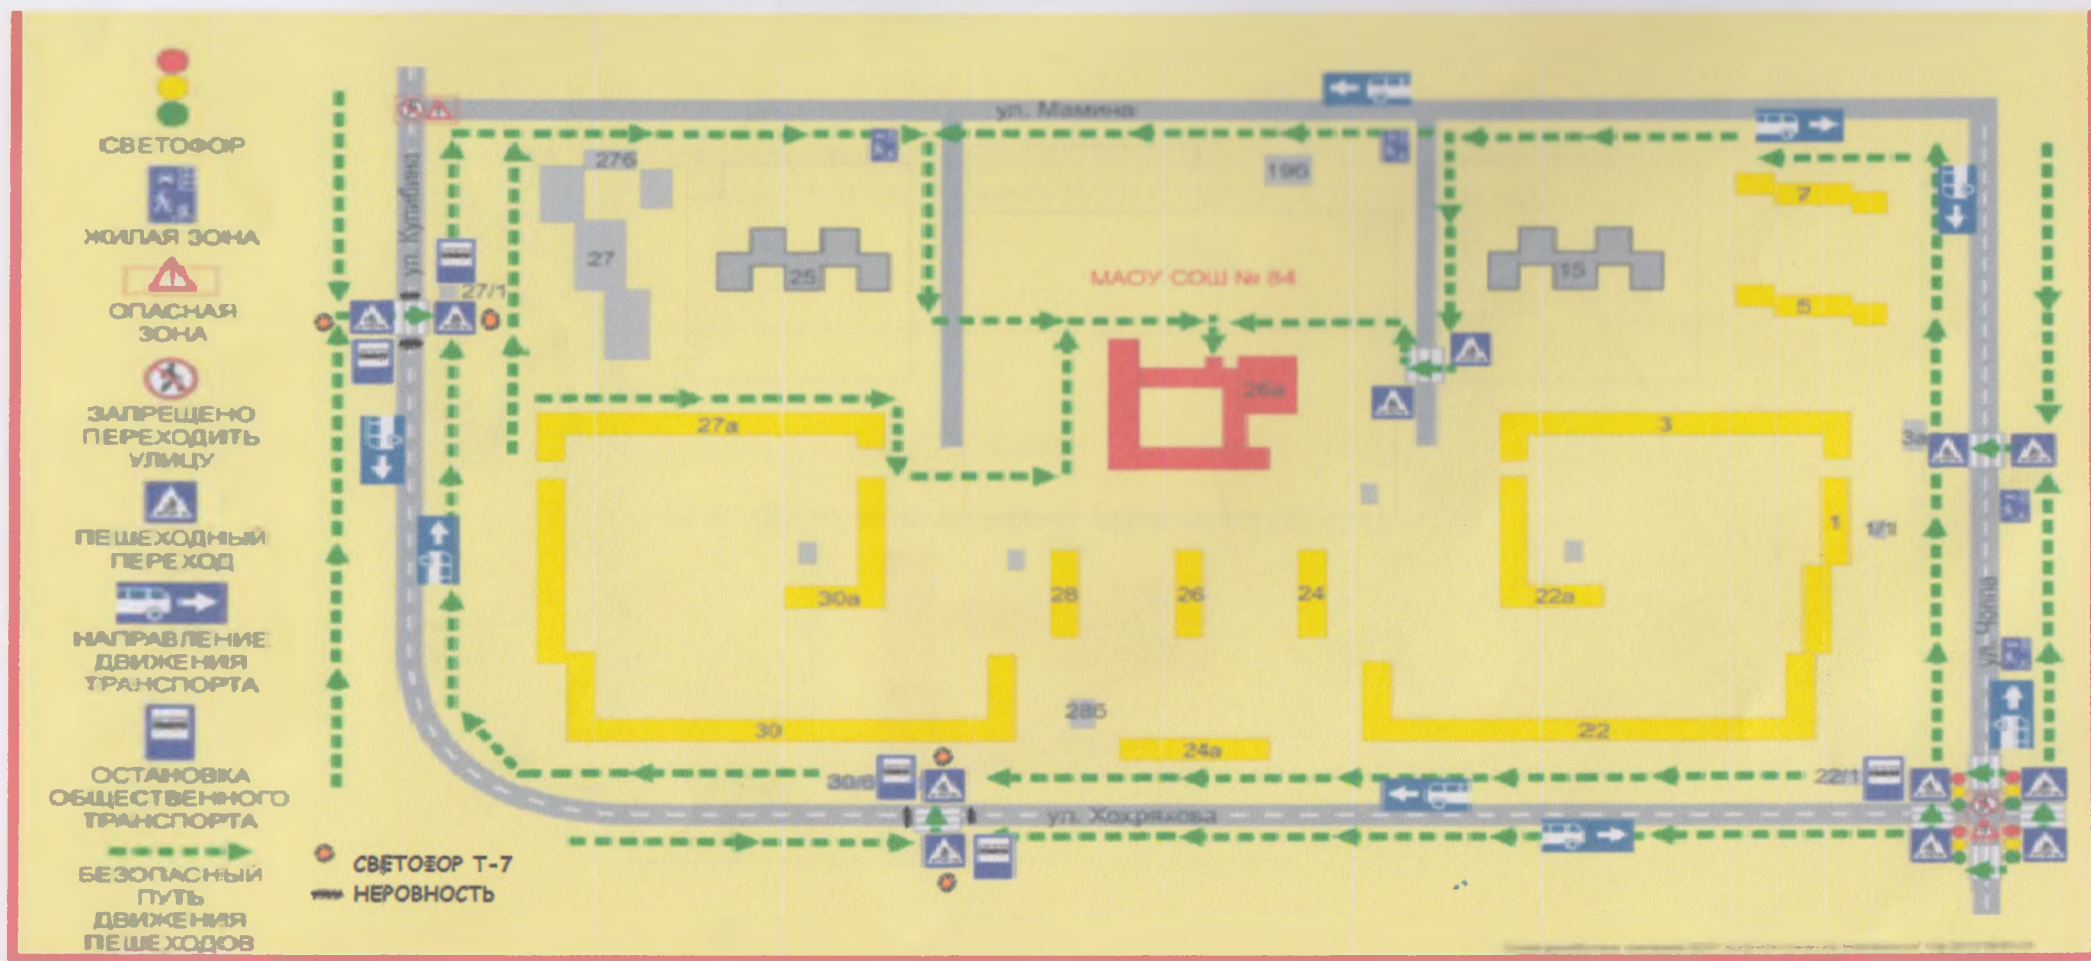 СВЕТОФОР
ЖИЛАЯ ЗОНА
ОПАСНАЯ
ЗОНА
ЗАПРЕЩЕНО
ПЕРЕХОДИТЬ
УЛИЦУ
ПЕШЕХОДНЫЙ
ПЕРЕХОД
НАПРАВЛЕНИЕ
ДВИЖЕНИЯ
ТРАНСПОРТА
ОСТАНОВКА
ОБЩЕСТВЕННОГО
ТРАНСПОРТА
БЕЗОПАСНЫЙ
ПУТЬ
ДВИЖЕНИЯ
ПЕШЕХОДОВ
СВЕТОФОР Т-7
НЕРОВНОСТЬ
ул. Мамина
ул. Кулибина
27б
27
25
27/1
19б
МАОУ СОШ № 84
15
7
5
26а
27а
3
3а
1
1/1
30а
28
26
24
22а
ул. Чапа
30
28б
24а
22
30/6
22/1
ул. Хохрякова